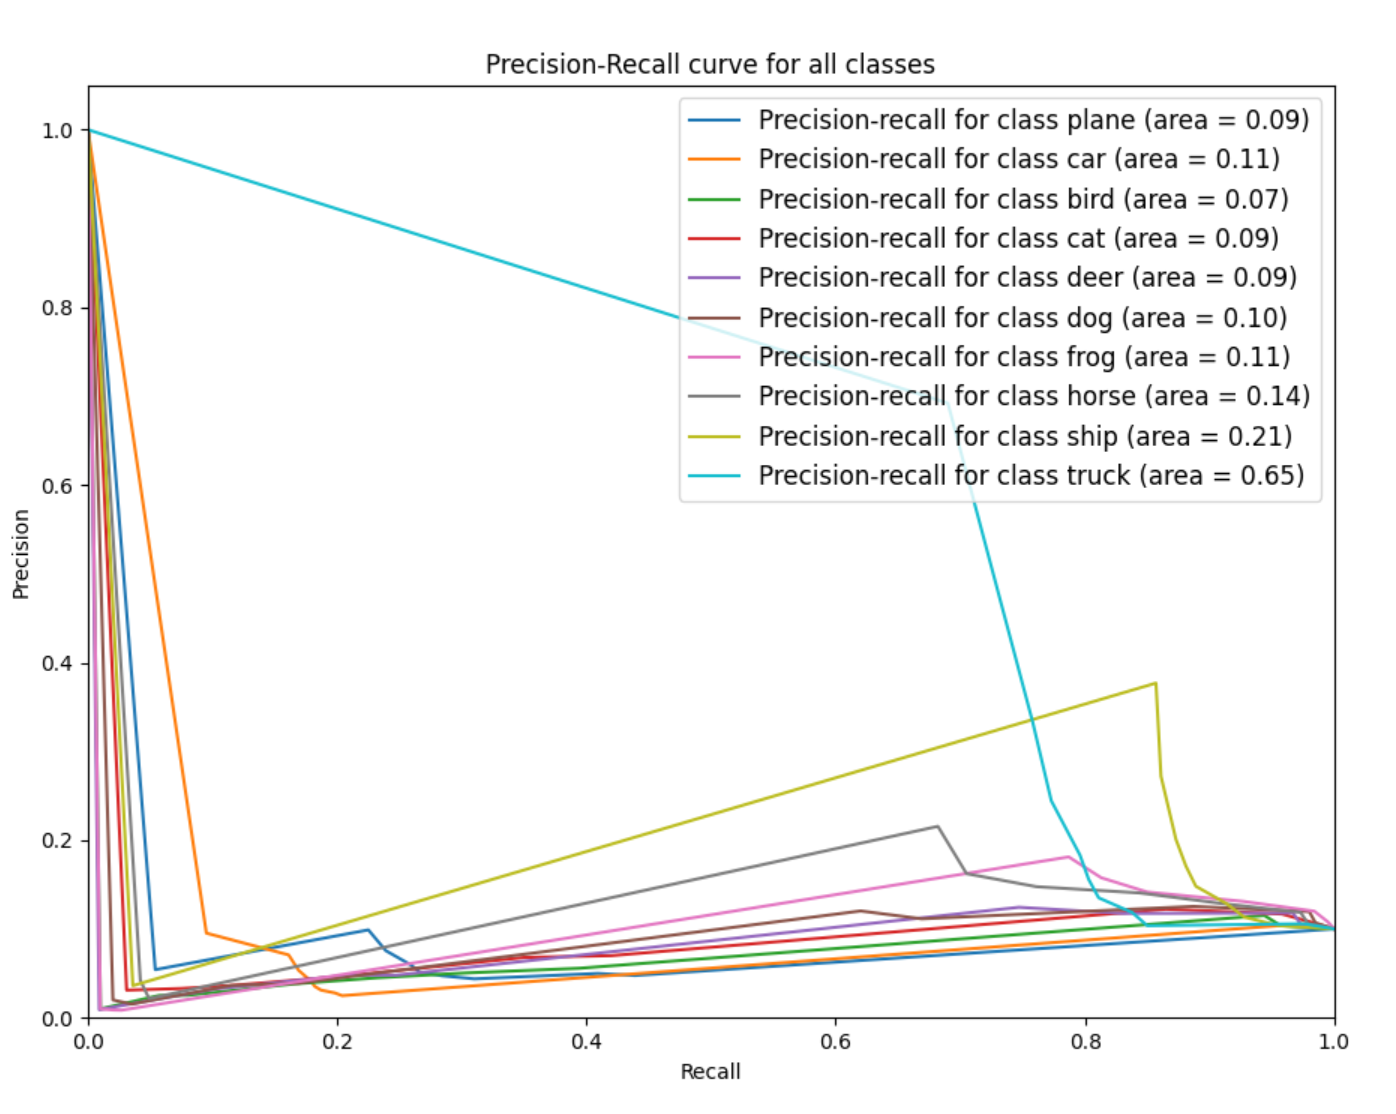 Precision-Recall curve for all classes
Precision-recall for class plane (area = 0.09)
Precision-recall for class car (area = 0.11)
Precision-recall for class bird (area = 0.07)
Precision-recall for class cat (area = 0.09)
Precision-recall for class deer (area = 0.09)
Precision-recall for class dog (area = 0.10)
Precision-recall for class frog (area = 0.11)
Precision-recall for class horse (area = 0.14)
Precision-recall for class ship (area = 0.21)
Precision-recall for class truck (area = 0.65)
1.0
0.8
0.6
0.4
0.2
0.0
Precision
0.0 0.2 0.4 0.6 0.8 1.0
Recall